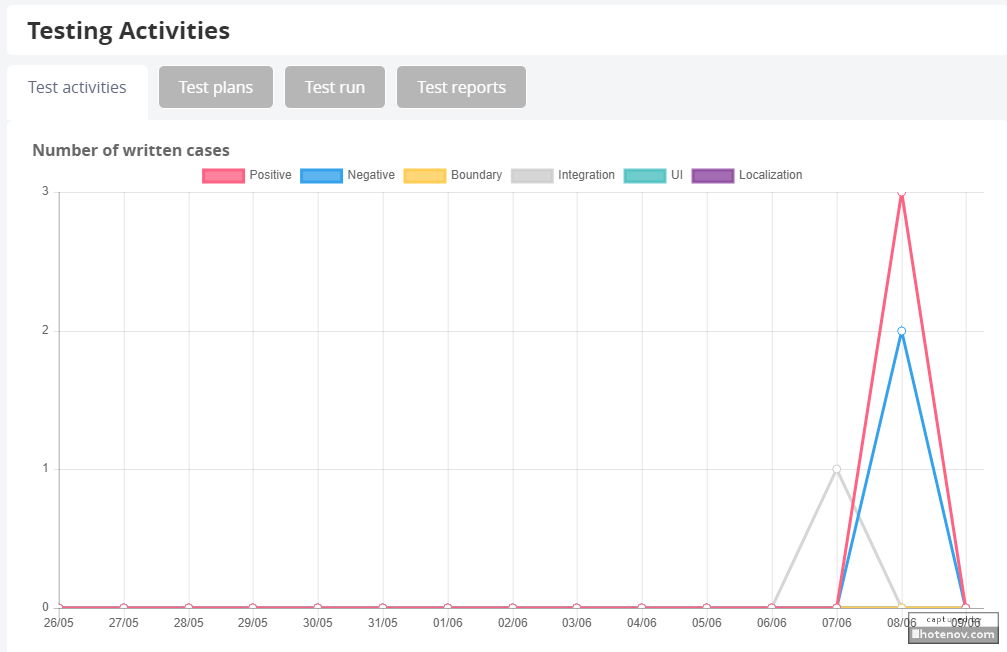 Testing Activities
Test activities Test plans Test run Test reports
Number of written cases
Positive Negative Boundary Integration UI Localization
3
2
1
0
26/05 27/05 28/05 29/05 30/05 31/05 01/06 02/06 03/06 04/06 05/06 06/06 07/06 08/06 09/06
hotenov.com